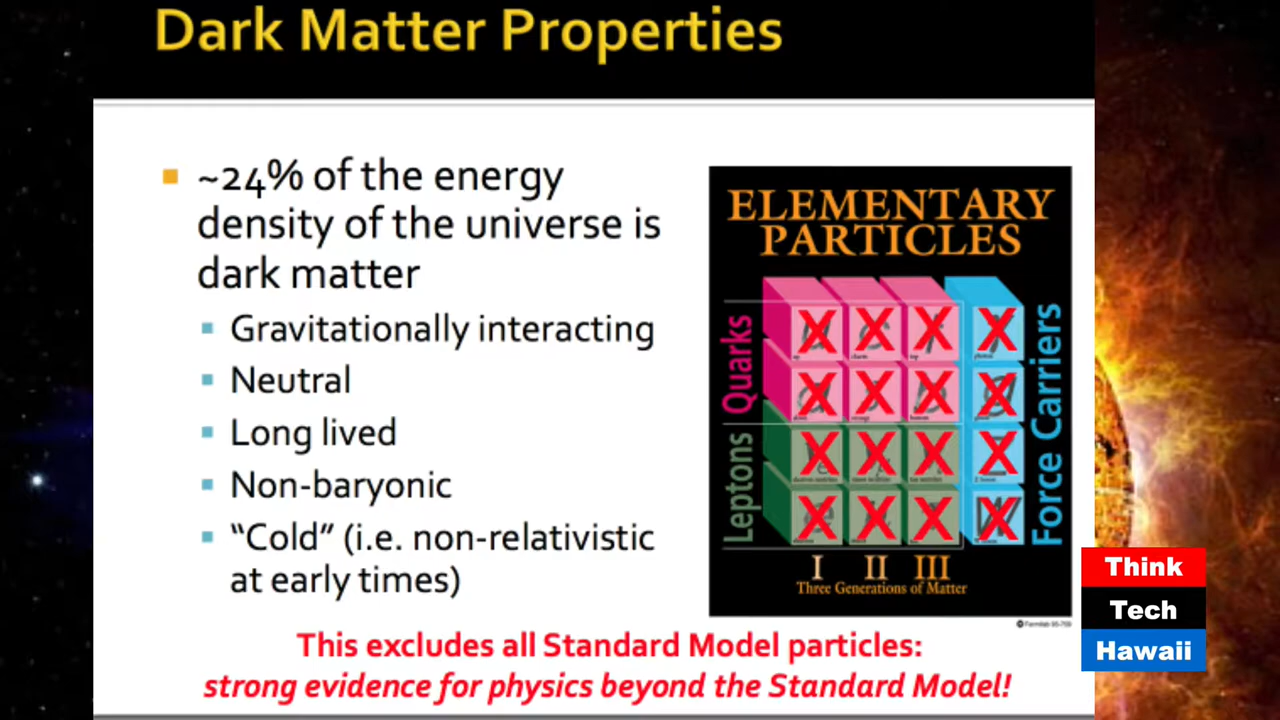 Dark Matter Properties
~24% of the energy
density of the universe is
dark matter
Gravitationally interacting
Neutral
Long lived
Non-baryonic
“Cold” (i.e. non-relativistic
at early times)
ELEMENTARY
PARTICLES
Quarks
Leptons
Force Carriers
I II III
Three Generations of Matter
This excludes all Standard Model particles:
strong evidence for physics beyond the Standard Model!
Think
Tech
Hawaii